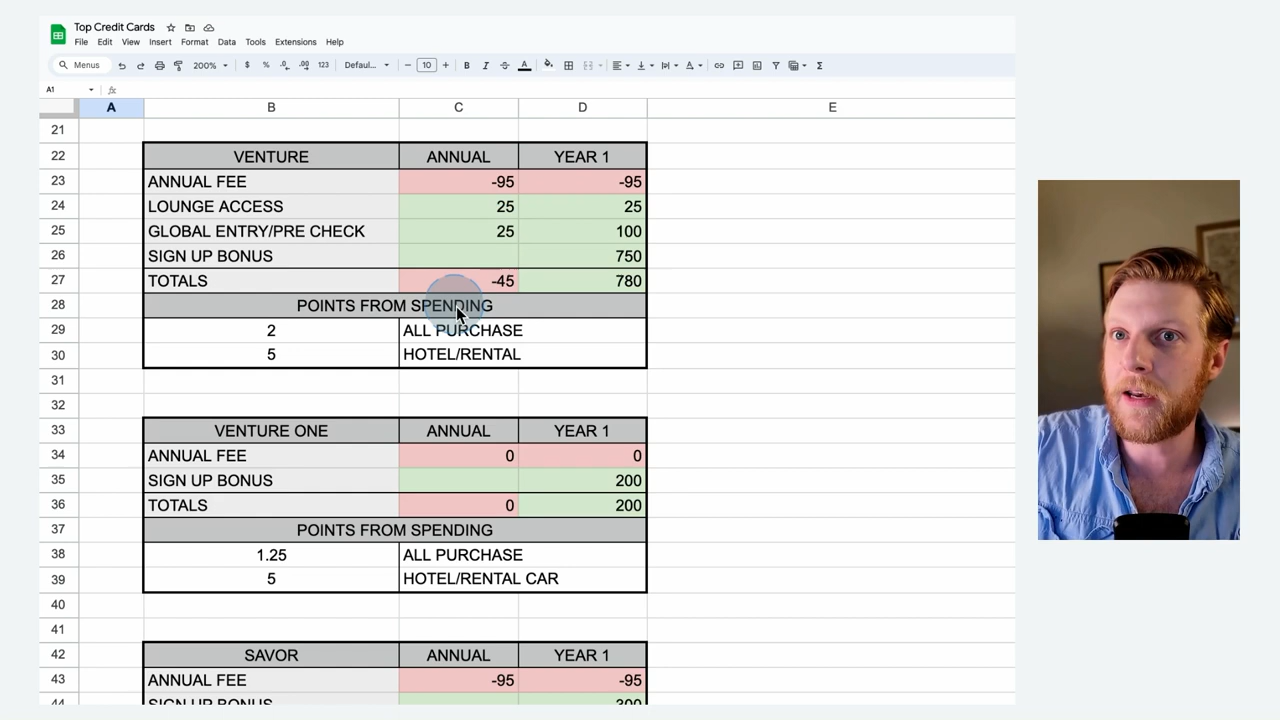 Top Credit Cards
File Edit View Insert Format Data Tools Extensions Help
Menus 200% $ % .0 .00 123 Defaul... − 10 + B I S A Σ
A1 fx
A B C D E
21
22 VENTURE ANNUAL YEAR 1
23 ANNUAL FEE -95 -95
24 LOUNGE ACCESS 25 25
25 GLOBAL ENTRY/PRE CHECK 25 100
26 SIGN UP BONUS 750
27 TOTALS -45 780
28 POINTS FROM SPENDING
29 2 ALL PURCHASE
30 5 HOTEL/RENTAL
31
32
33 VENTURE ONE ANNUAL YEAR 1
34 ANNUAL FEE 0 0
35 SIGN UP BONUS 200
36 TOTALS 0 200
37 POINTS FROM SPENDING
38 1.25 ALL PURCHASE
39 5 HOTEL/RENTAL CAR
40
41
42 SAVOR ANNUAL YEAR 1
43 ANNUAL FEE -95 -95
44 SIGN UP BONUS 300